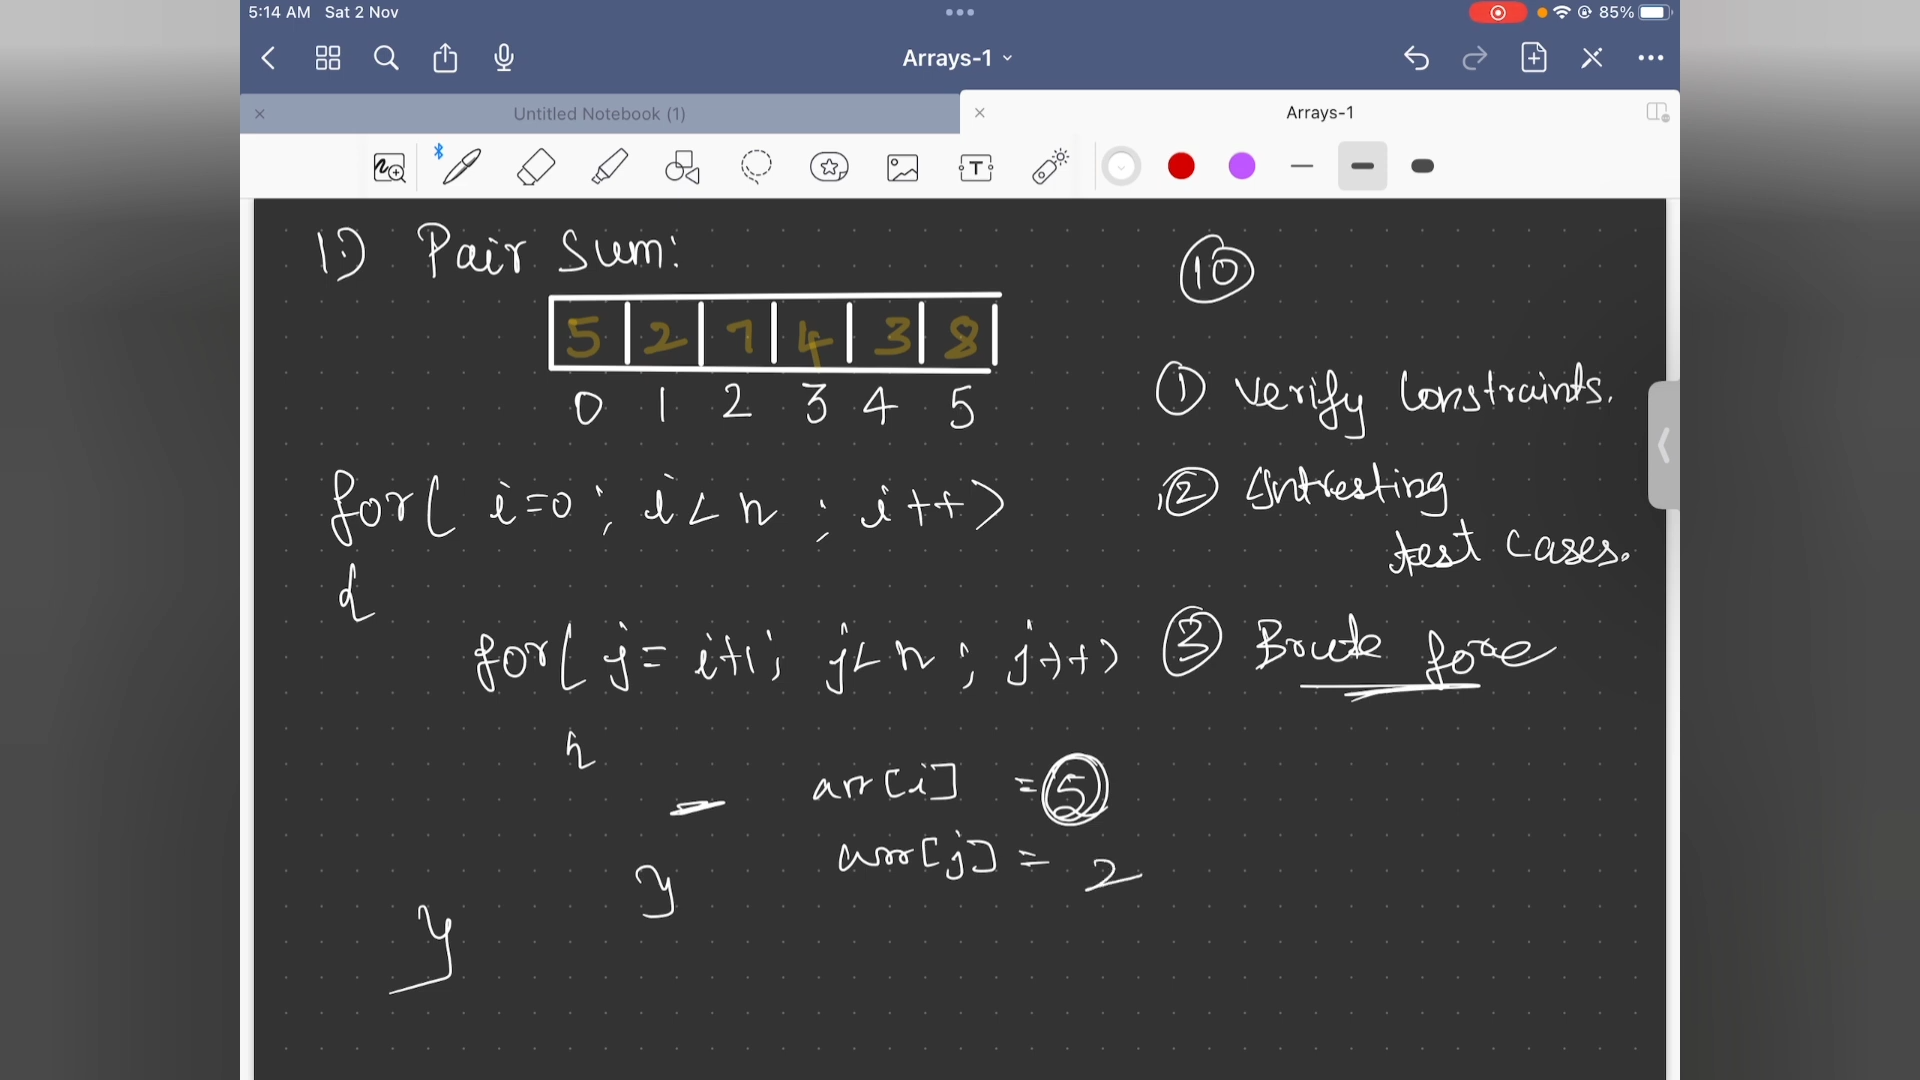 5:14 AM Sat 2 Nov
85%
Arrays-1
Untitled Notebook (1)
Arrays-1
1.) Pair Sum:
10
5 2 7 4 3 8
0 1 2 3 4 5
① Verify Constraints.
for( i=0; i<n ; i++)
② Intresting
test cases.
{
for( j= i+1; j<n ; j++)
③ Brute force
{
arr[i] = 5
arr[j] = 2
}
}